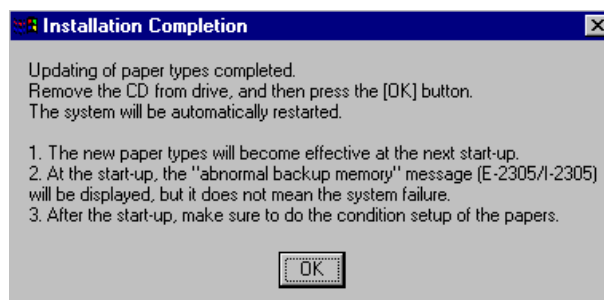 Installation Completion
Updating of paper types completed.
Remove the CD from drive, and then press the [OK] button.
The system will be automatically restarted.
1. The new paper types will become effective at the next start-up.
2. At the start-up, the "abnormal backup memory" message (E-2305/I-2305)
will be displayed, but it does not mean the system failure.
3. After the start-up, make sure to do the condition setup of the papers.
OK